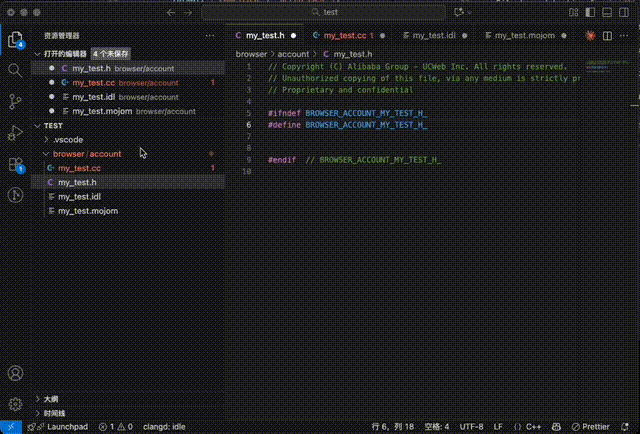 test
资源管理器
打开的编辑器 4 个未保存
my_test.h browser/account
my_test.cc browser/account 1
my_test.idl browser/account
my_test.mojom browser/account
TEST
.vscode
browser/account
my_test.cc 1
my_test.h
my_test.idl
my_test.mojom
大纲
时间线
my_test.h
my_test.cc 1
my_test.idl
my_test.mojom
browser > account > C my_test.h
1 // Copyright (C) Alibaba Group - UCWeb Inc. All rights reserved.
2 // Unauthorized copying of this file, via any medium is strictly pr
3 // Proprietary and confidential
4
5 #ifndef BROWSER_ACCOUNT_MY_TEST_H_
6 #define BROWSER_ACCOUNT_MY_TEST_H_
7
8
9 #endif  // BROWSER_ACCOUNT_MY_TEST_H_
10
4
1
Launchpad 1 0 clangd: idle 行 6, 列 18 空格: 4 UTF-8 LF {} C++ Prettier